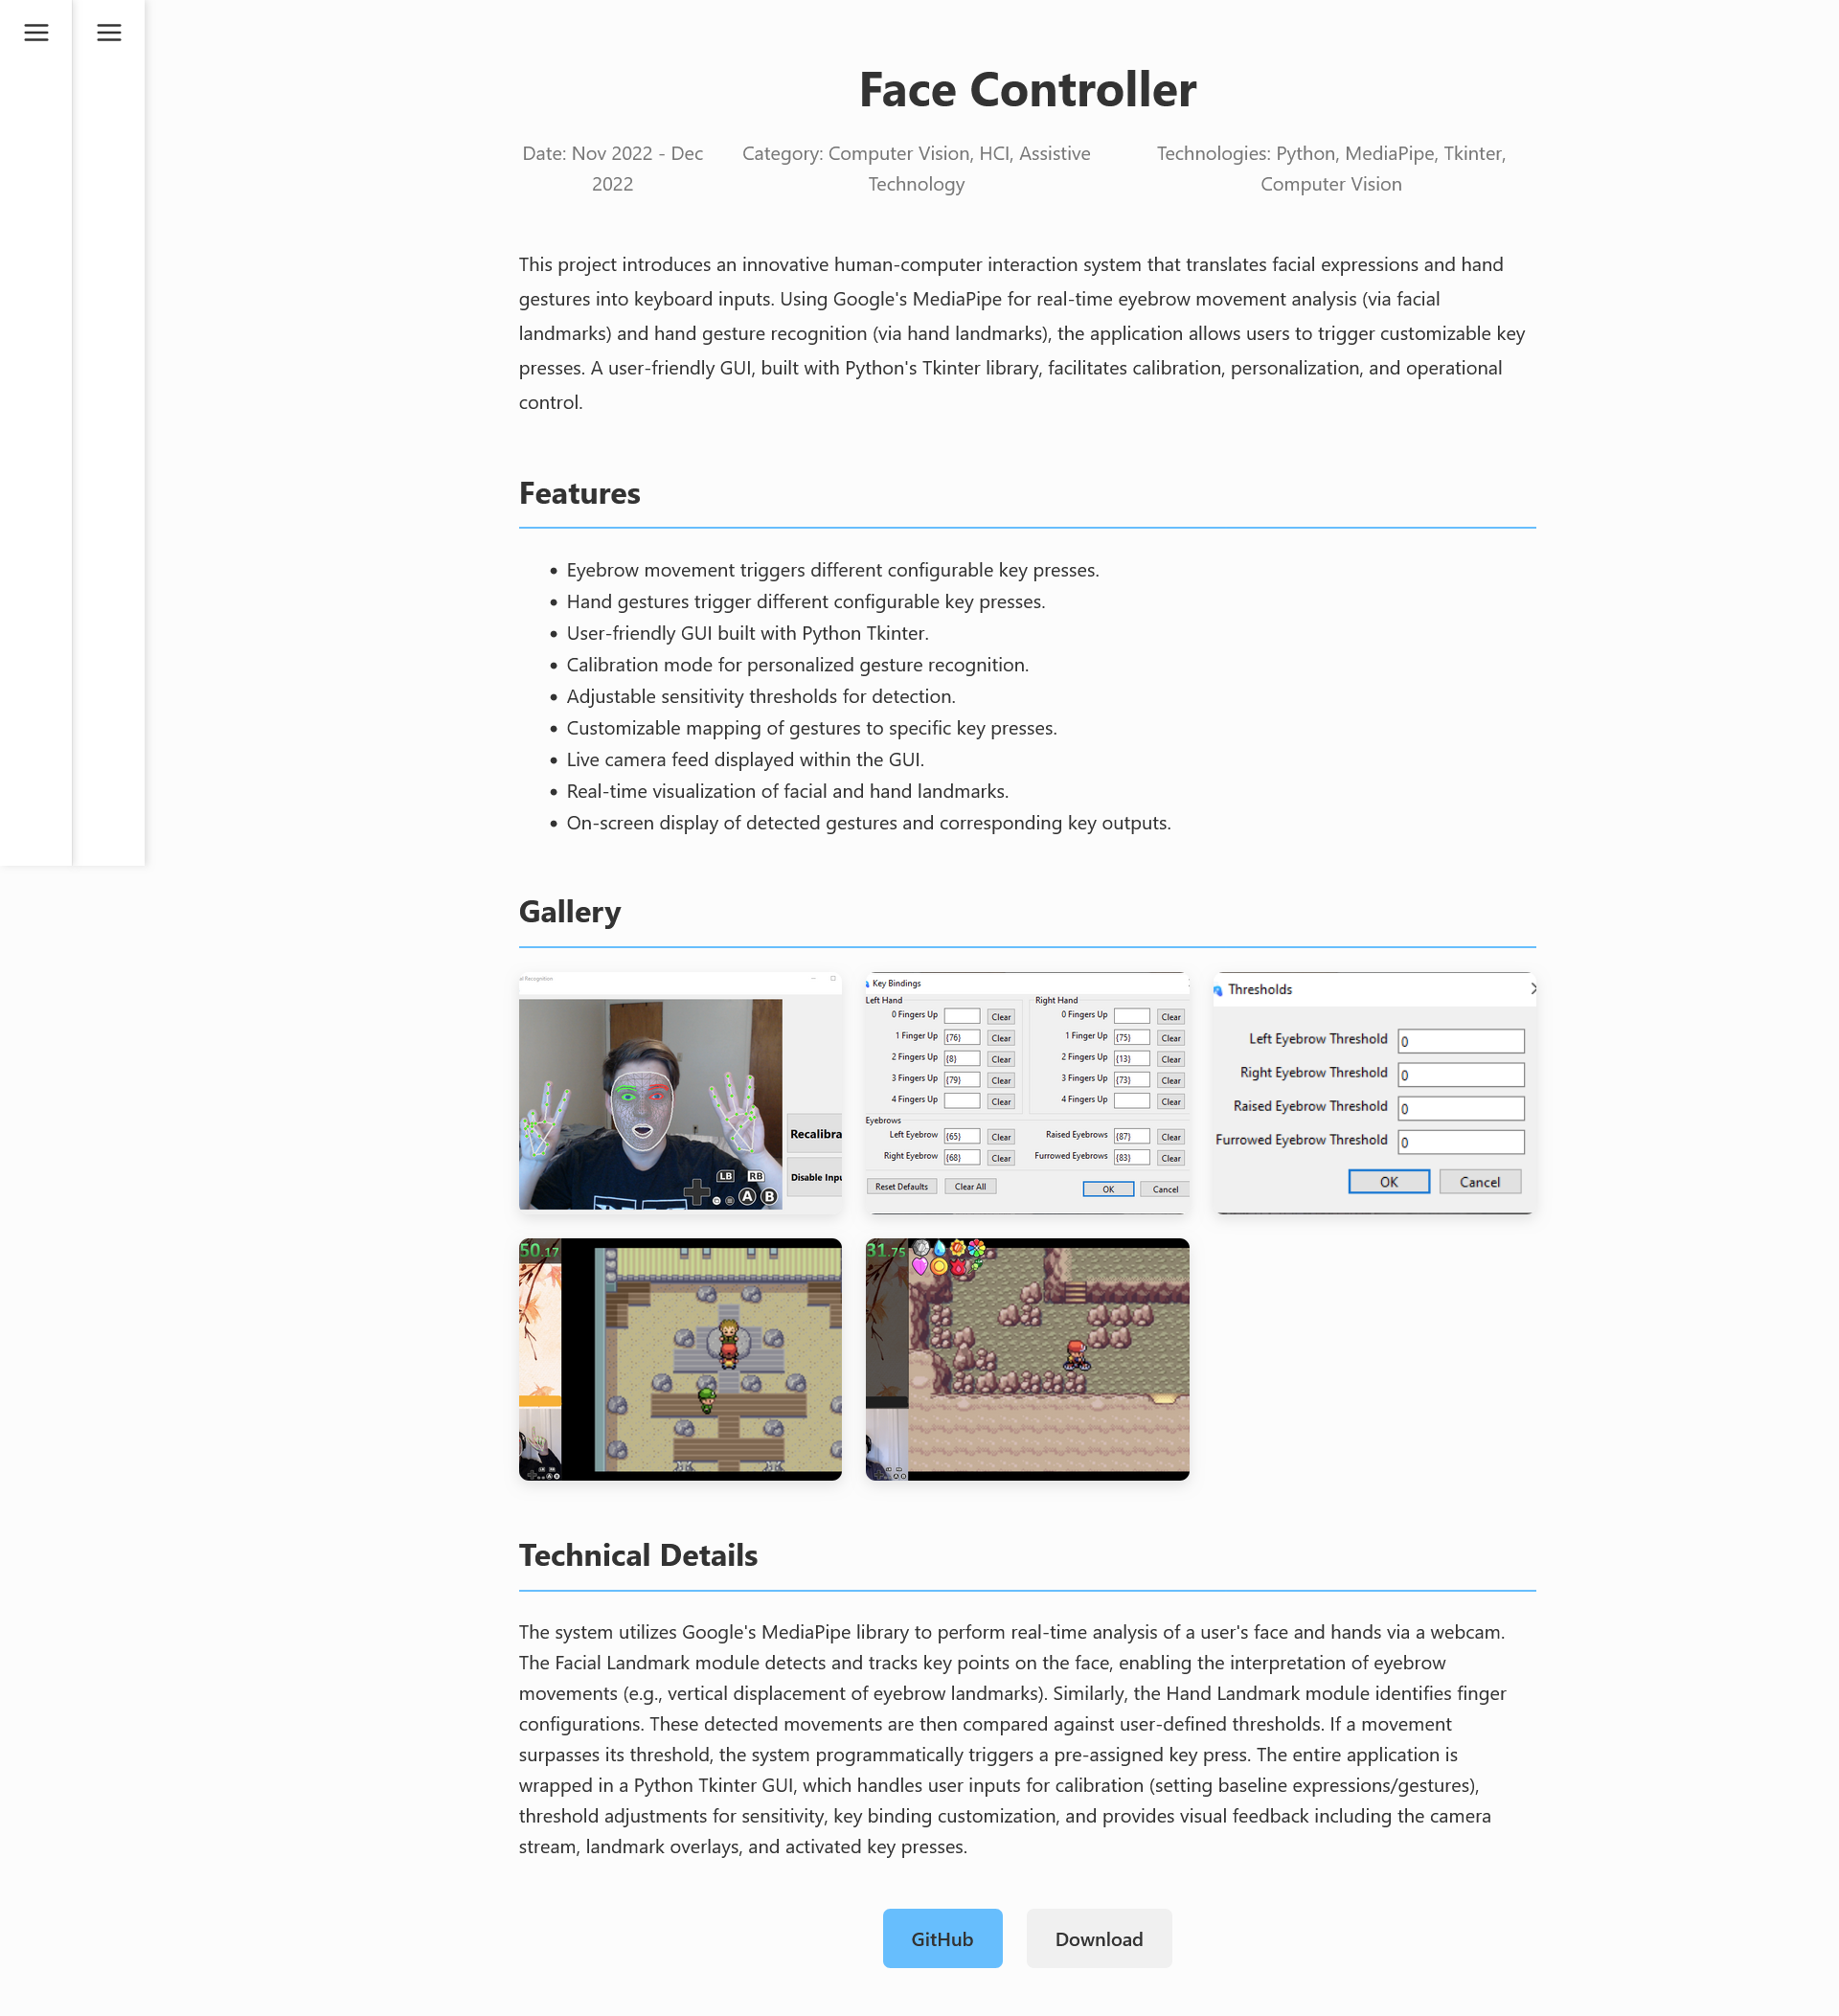 Face Controller
Date: Nov 2022 - Dec 2022
Category: Computer Vision, HCI, Assistive Technology
Technologies: Python, MediaPipe, Tkinter, Computer Vision
This project introduces an innovative human-computer interaction system that translates facial expressions and hand
gestures into keyboard inputs. Using Google's MediaPipe for real-time eyebrow movement analysis (via facial
landmarks) and hand gesture recognition (via hand landmarks), the application allows users to trigger customizable key
presses. A user-friendly GUI, built with Python's Tkinter library, facilitates calibration, personalization, and operational
control.
Features
• Eyebrow movement triggers different configurable key presses.
• Hand gestures trigger different configurable key presses.
• User-friendly GUI built with Python Tkinter.
• Calibration mode for personalized gesture recognition.
• Adjustable sensitivity thresholds for detection.
• Customizable mapping of gestures to specific key presses.
• Live camera feed displayed within the GUI.
• Real-time visualization of facial and hand landmarks.
• On-screen display of detected gestures and corresponding key outputs.
Gallery
Recognition
Recalibra
Disable Inpu
LB RB
A B
Key Bindings
Left Hand
0 Fingers Up Clear
1 Finger Up {76} Clear
2 Fingers Up {8} Clear
3 Fingers Up {79} Clear
4 Fingers Up Clear
Right Hand
0 Fingers Up Clear
1 Finger Up {75} Clear
2 Fingers Up {13} Clear
3 Fingers Up {73} Clear
4 Fingers Up Clear
Eyebrows
Left Eyebrow {65} Clear Raised Eyebrows {87} Clear
Right Eyebrow {68} Clear Furrowed Eyebrows {83} Clear
Reset Defaults Clear All OK Cancel
Thresholds
Left Eyebrow Threshold 0
Right Eyebrow Threshold 0
Raised Eyebrow Threshold 0
Furrowed Eyebrow Threshold 0
OK Cancel
50.17
31.75
Technical Details
The system utilizes Google's MediaPipe library to perform real-time analysis of a user's face and hands via a webcam.
The Facial Landmark module detects and tracks key points on the face, enabling the interpretation of eyebrow
movements (e.g., vertical displacement of eyebrow landmarks). Similarly, the Hand Landmark module identifies finger
configurations. These detected movements are then compared against user-defined thresholds. If a movement
surpasses its threshold, the system programmatically triggers a pre-assigned key press. The entire application is
wrapped in a Python Tkinter GUI, which handles user inputs for calibration (setting baseline expressions/gestures),
threshold adjustments for sensitivity, key binding customization, and provides visual feedback including the camera
stream, landmark overlays, and activated key presses.
GitHub
Download